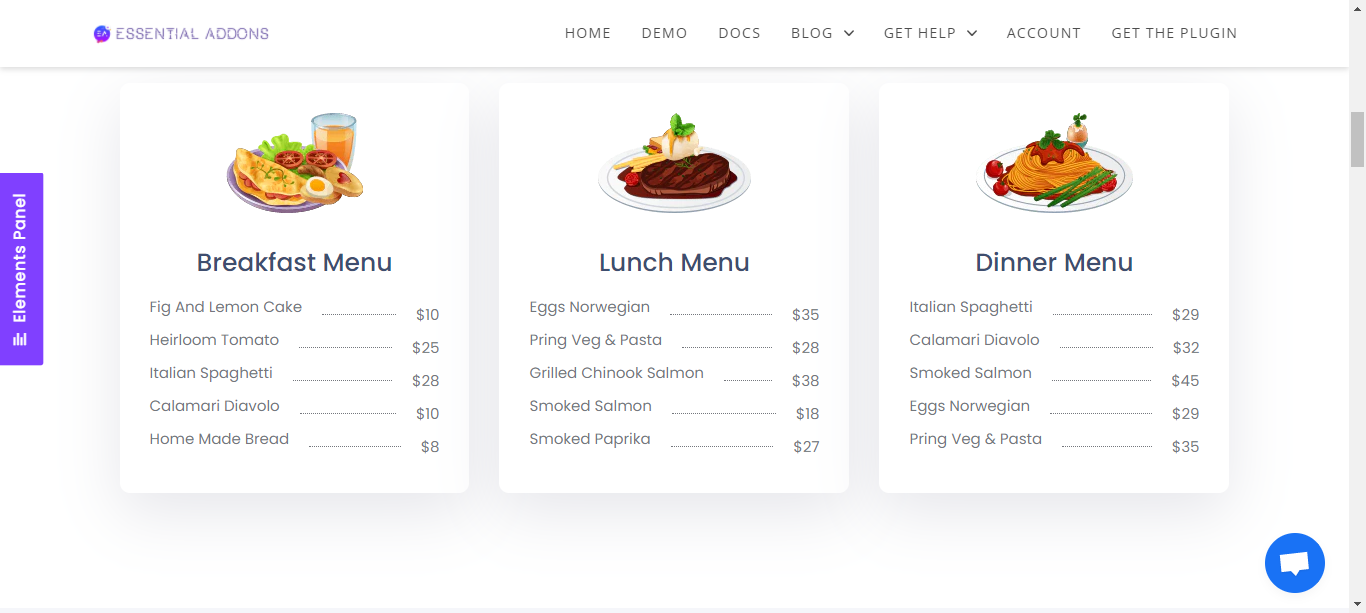 EA ESSENTIAL ADDONS
HOME DEMO DOCS BLOG GET HELP ACCOUNT GET THE PLUGIN
Elements Panel
Breakfast Menu
Fig And Lemon Cake $10
Heirloom Tomato $25
Italian Spaghetti $28
Calamari Diavolo $10
Home Made Bread $8
Lunch Menu
Eggs Norwegian $35
Pring Veg & Pasta $28
Grilled Chinook Salmon $38
Smoked Salmon $18
Smoked Paprika $27
Dinner Menu
Italian Spaghetti $29
Calamari Diavolo $32
Smoked Salmon $45
Eggs Norwegian $29
Pring Veg & Pasta $35